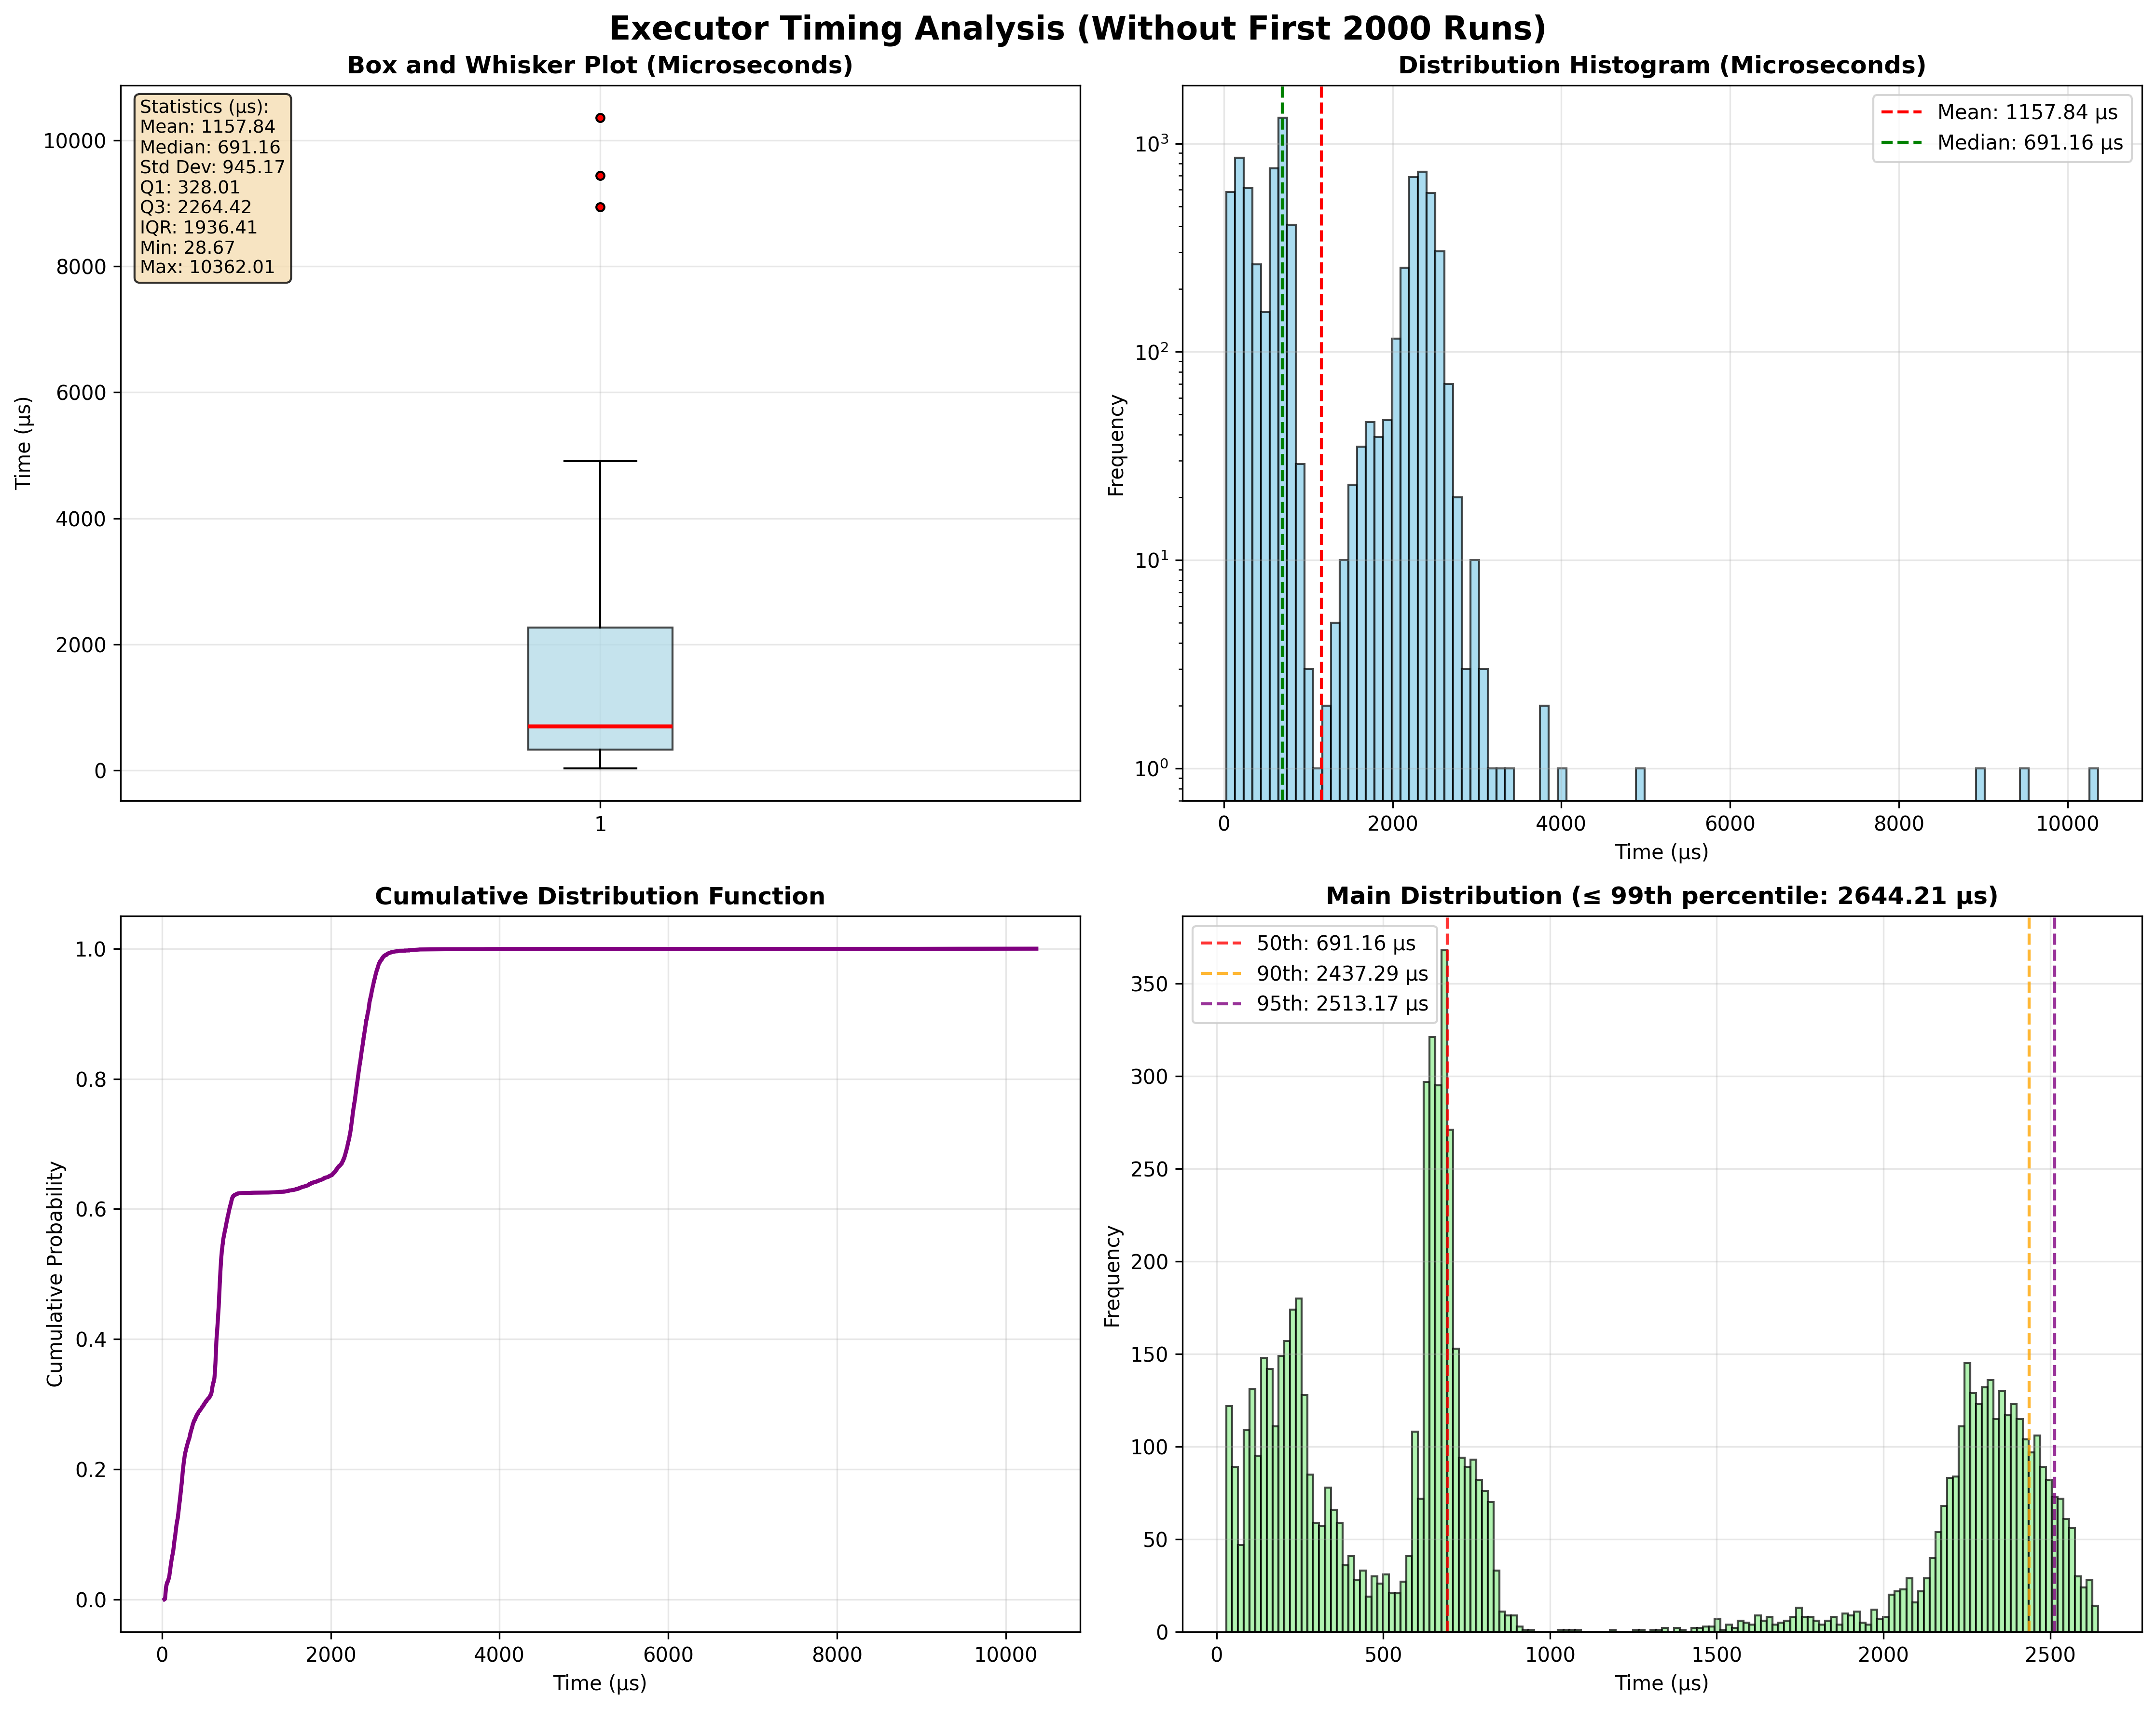 Executor Timing Analysis (Without First 2000 Runs)
Box and Whisker Plot (Microseconds)
Time (µs)
10000
8000
6000
4000
2000
0
1
Statistics (µs):
Mean: 1157.84
Median: 691.16
Std Dev: 945.17
Q1: 328.01
Q3: 2264.42
IQR: 1936.41
Min: 28.67
Max: 10362.01
Distribution Histogram (Microseconds)
Frequency
10³
10²
10¹
10⁰
Mean: 1157.84 µs
Median: 691.16 µs
0 2000 4000 6000 8000 10000
Time (µs)
Cumulative Distribution Function
Cumulative Probability
1.0
0.8
0.6
0.4
0.2
0.0
0 2000 4000 6000 8000 10000
Time (µs)
Main Distribution (≤ 99th percentile: 2644.21 µs)
Frequency
350
300
250
200
150
100
50
0
50th: 691.16 µs
90th: 2437.29 µs
95th: 2513.17 µs
0 500 1000 1500 2000 2500
Time (µs)